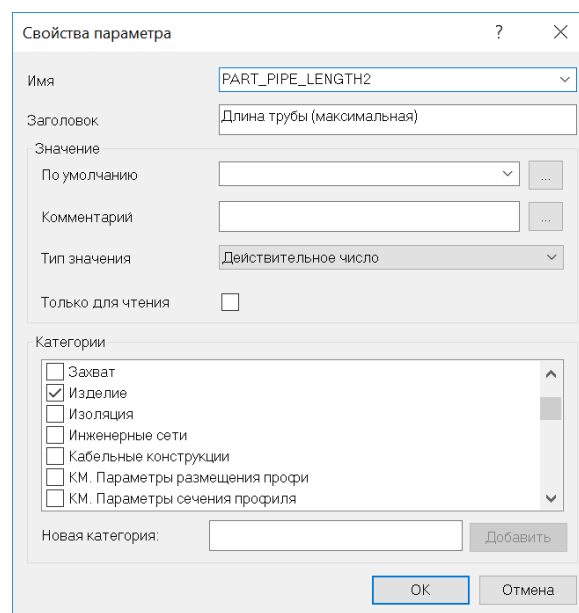 Свойства параметра ?
Имя PART_PIPE_LENGTH2
Заголовок Длина трубы (максимальная)
Значение
По умолчанию ...
Комментарий ...
Тип значения Действительное число
Только для чтения
Категории
Захват
Изделие
Изоляция
Инженерные сети
Кабельные конструкции
КМ. Параметры размещения профи
КМ. Параметры сечения профиля
Новая категория: Добавить
ОК Отмена